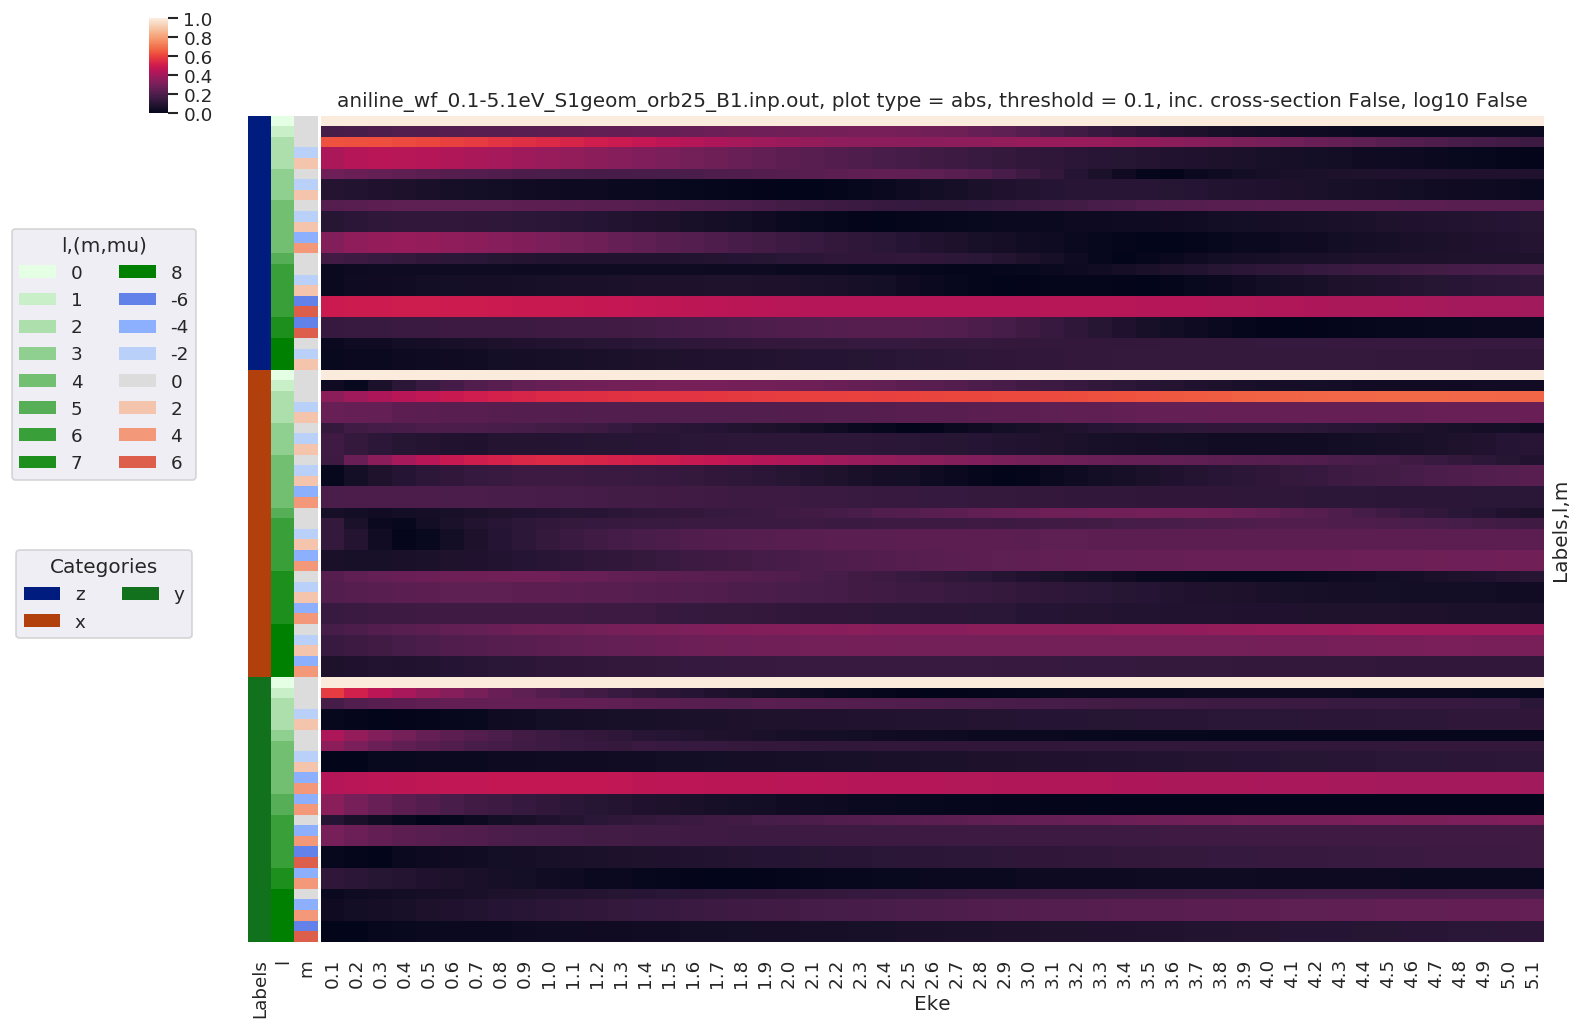 1.0
0.8
0.6
0.4
0.2
0.0
aniline_wf_0.1-5.1eV_S1geom_orb25_B1.inp.out, plot type = abs, threshold = 0.1, inc. cross-section False, log10 False
l,(m,mu)
0 8
1 -6
2 -4
3 -2
4 0
5 2
6 4
7 6
Categories
z y
x
Labels,l,m
Labels l m 0.1 0.2 0.3 0.4 0.5 0.6 0.7 0.8 0.9 1.0 1.1 1.2 1.3 1.4 1.5 1.6 1.7 1.8 1.9 2.0 2.1 2.2 2.3 2.4 2.5 2.6 2.7 2.8 2.9 3.0 3.1 3.2 3.3 3.4 3.5 3.6 3.7 3.8 3.9 4.0 4.1 4.2 4.3 4.4 4.5 4.6 4.7 4.8 4.9 5.0 5.1
Eke